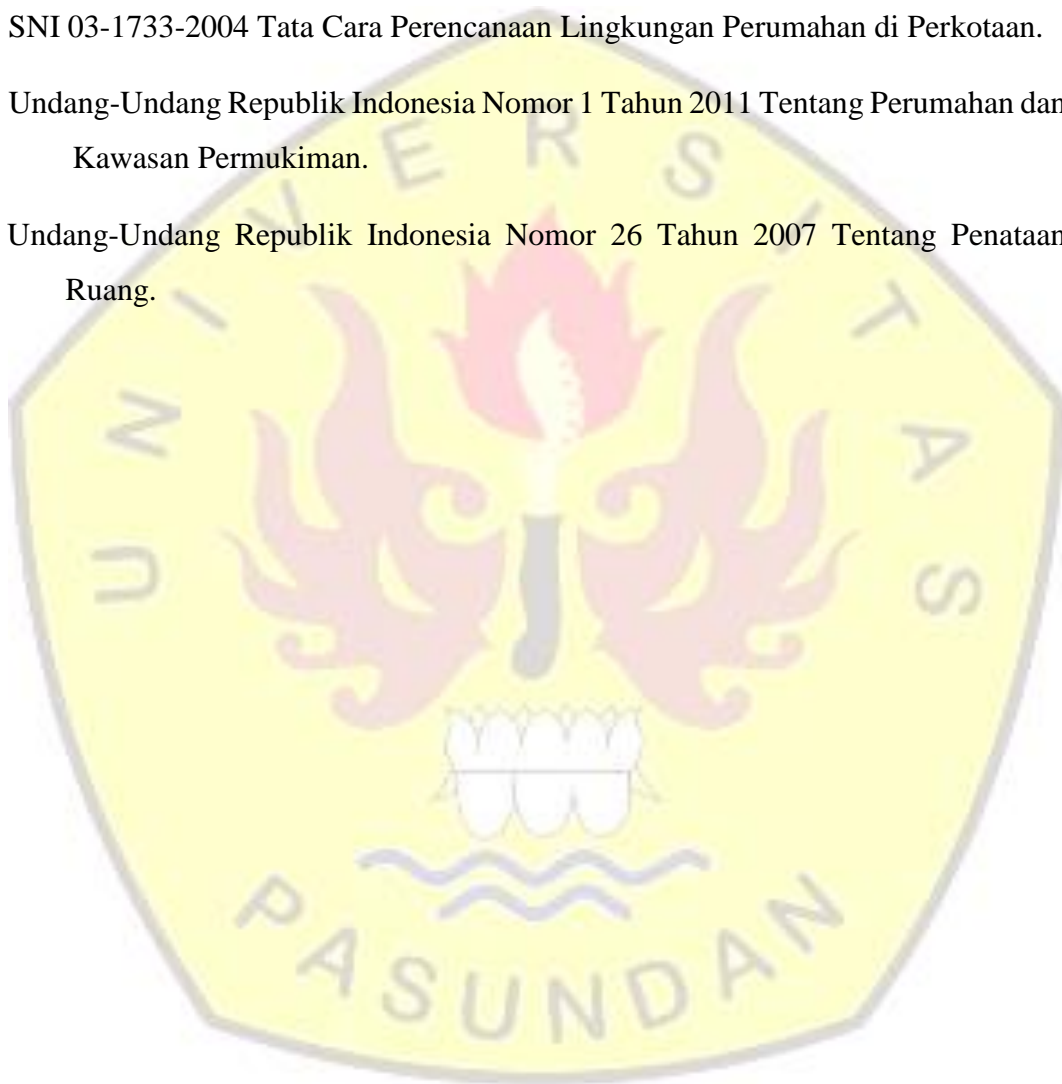 SNI 03-1733-2004 Tata Cara Perencanaan Lingkungan Perumahan di Perkotaan.
Undang-Undang Republik Indonesia Nomor 1 Tahun 2011 Tentang Perumahan dan
Kawasan Permukiman.
Undang-Undang Republik Indonesia Nomor 26 Tahun 2007 Tentang Penataan
Ruang.
UNIVERSITAS
PASUNDAN